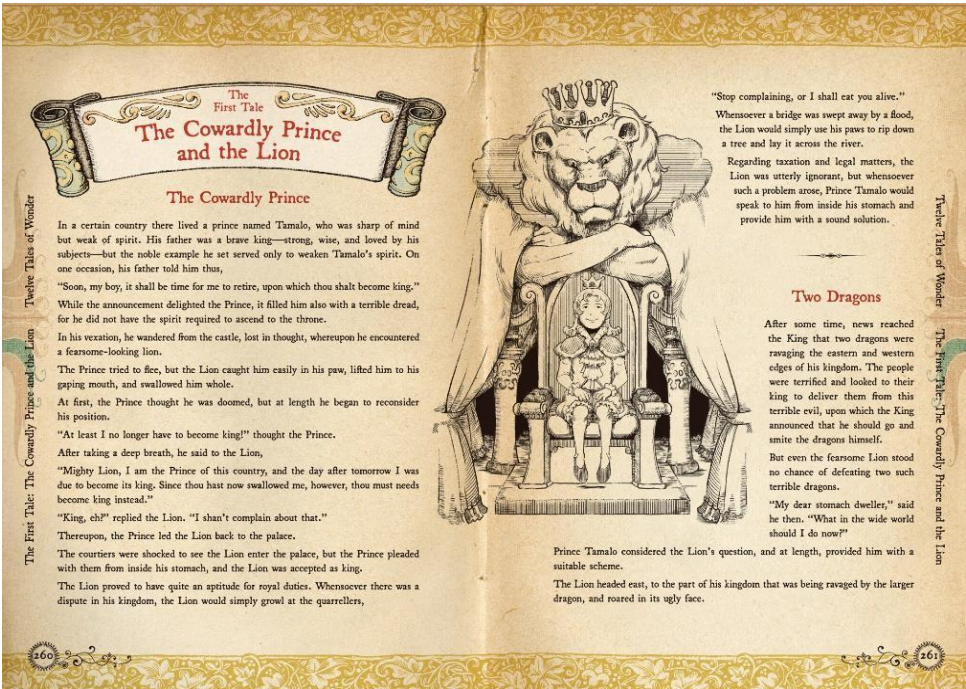 The
First Tale
The Cowardly Prince
and the Lion
The Cowardly Prince
In a certain country there lived a prince named Tamalo, who was sharp of mind
but weak of spirit. His father was a brave king—strong, wise, and loved by his
subjects—but the noble example he set served only to weaken Tamalo's spirit. On
one occasion, his father told him thus,
"Soon, my boy, it shall be time for me to retire, upon which thou shalt become king."
While the announcement delighted the Prince, it filled him also with a terrible dread,
for he did not have the spirit required to ascend to the throne.
In his vexation, he wandered from the castle, lost in thought, whereupon he encountered
a fearsome-looking lion.
The Prince tried to flee, but the Lion caught him easily in his paw, lifted him to his
gaping mouth, and swallowed him whole.
At first, the Prince thought he was doomed, but at length he began to reconsider
his position.
"At least I no longer have to become king!" thought the Prince.
After taking a deep breath, he said to the Lion,
"Mighty Lion, I am the Prince of this country, and the day after tomorrow I was
due to become its king. Since thou hast now swallowed me, however, thou must needs
become king instead."
"King, eh?" replied the Lion. "I shan't complain about that."
Thereupon, the Prince led the Lion back to the palace.
The courtiers were shocked to see the Lion enter the palace, but the Prince pleaded
with them from inside his stomach, and the Lion was accepted as king.
The Lion proved to have quite an aptitude for royal duties. Whensoever there was a
dispute in his kingdom, the Lion would simply growl at the quarrellers,
Twelve Tales of Wonder
The First Tale: The Cowardly Prince and the Lion
260
"Stop complaining, or I shall eat you alive."
Whensoever a bridge was swept away by a flood,
the Lion would simply use his paws to rip down
a tree and lay it across the river.
Regarding taxation and legal matters, the
Lion was utterly ignorant, but whensoever
such a problem arose, Prince Tamalo would
speak to him from inside his stomach and
provide him with a sound solution.
Two Dragons
After some time, news reached
the King that two dragons were
ravaging the eastern and western
edges of his kingdom. The people
were terrified and looked to their
king to deliver them from this
terrible evil, upon which the King
announced that he should go and
smite the dragons himself.
But even the fearsome Lion stood
no chance of defeating two such
terrible dragons.
"My dear stomach dweller," said
he then. "What in the wide world
should I do now?"
Prince Tamalo considered the Lion's question, and at length, provided him with a
suitable scheme.
The Lion headed east, to the part of his kingdom that was being ravaged by the larger
dragon, and roared in its ugly face.
Twelve Tales of Wonder
The First Tale: The Cowardly Prince and the Lion
261